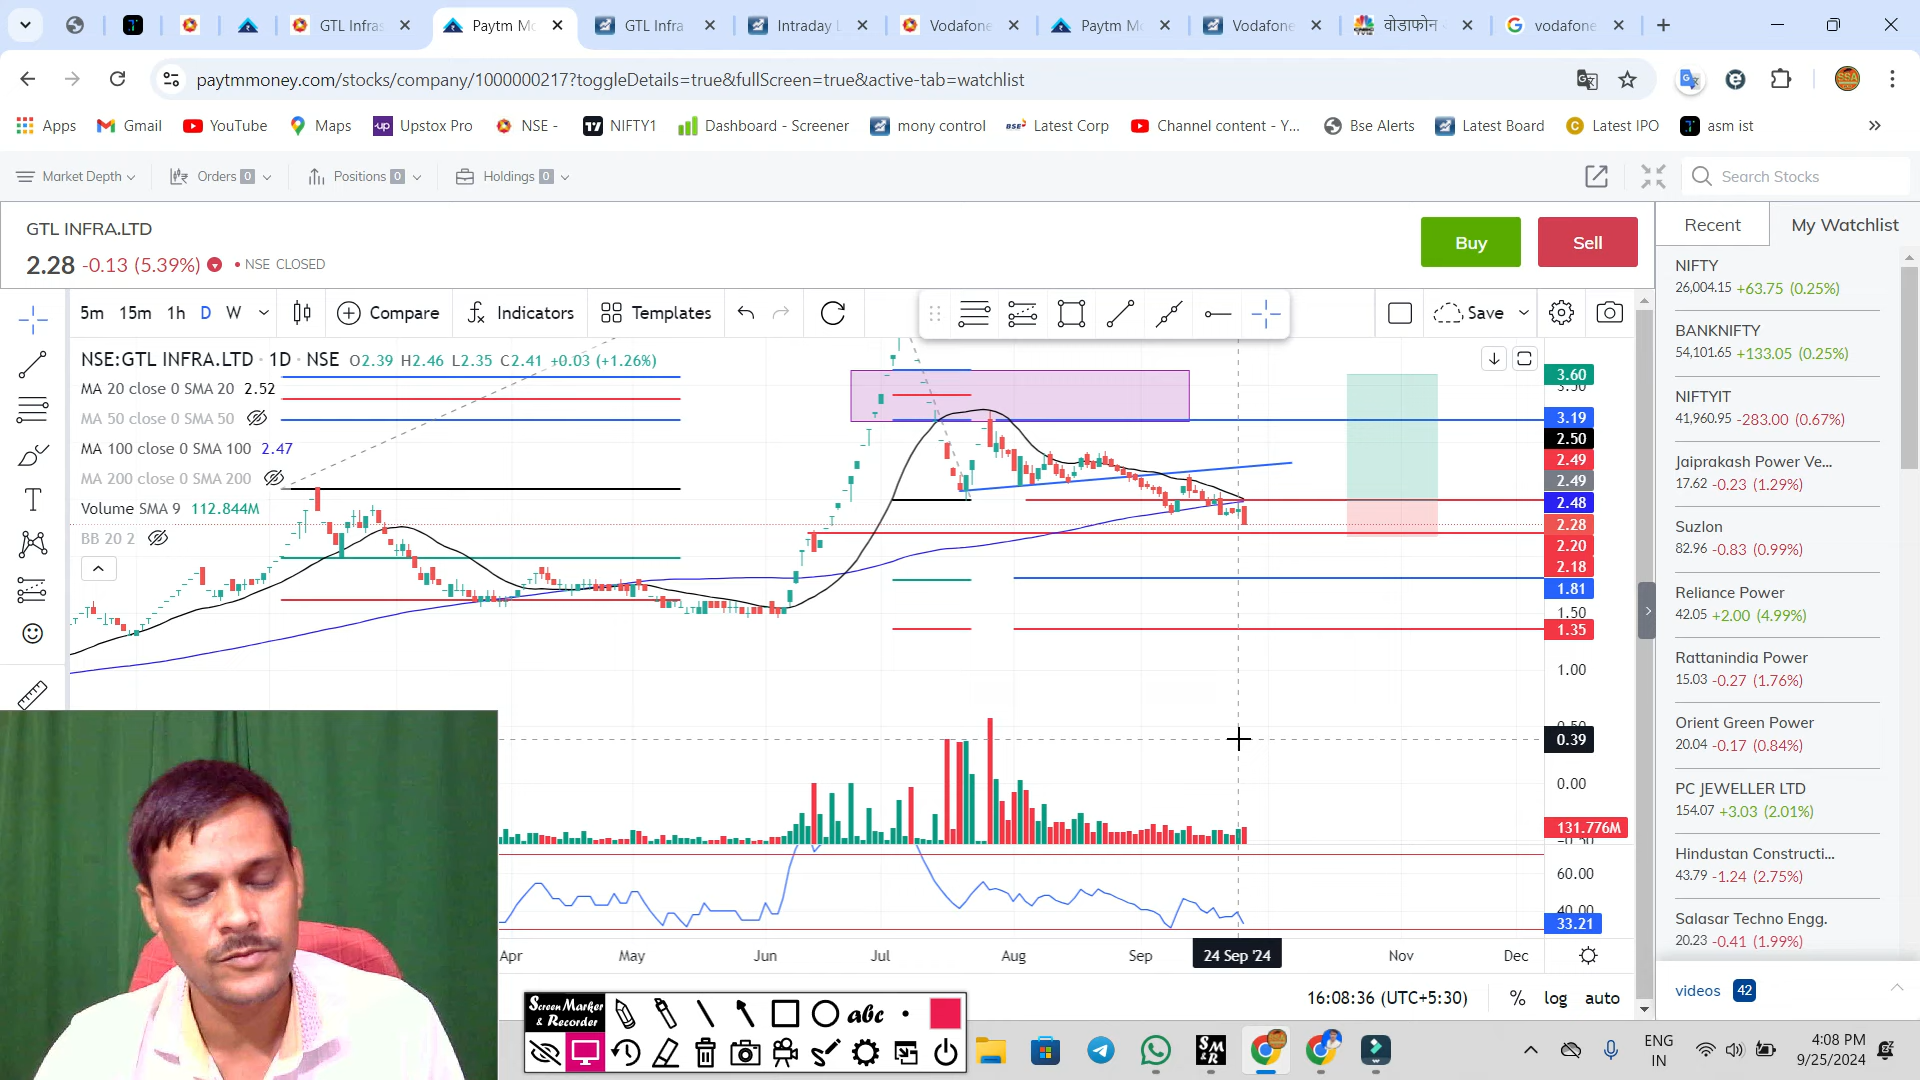 GTL Infras
Paytm Mo
GTL Infra
Intraday L
Vodafone
Paytm Mo
Vodafone
वोडाफोन
vodafone
paytmmoney.com/stocks/company/1000000217?toggleDetails=true&fullScreen=true&active-tab=watchlist
Apps
Gmail
YouTube
Maps
up
Upstox Pro
NSE -
NIFTY1
Dashboard - Screener
mony control
BSE
Latest Corp
Channel content - Y...
Bse Alerts
Latest Board
Latest IPO
asm ist
»
Market Depth
Orders 0
Positions 0
Holdings 0
Search Stocks
GTL INFRA.LTD
2.28 -0.13 (5.39%) • NSE CLOSED
Buy
Sell
Recent
My Watchlist
5m 15m 1h D W
Compare
Indicators
Templates
Save
NSE:GTL INFRA.LTD · 1D · NSE O2.39 H2.46 L2.35 C2.41 +0.03 (+1.26%)
MA 20 close 0 SMA 20 2.52
MA 50 close 0 SMA 50
MA 100 close 0 SMA 100 2.47
MA 200 close 0 SMA 200
Volume SMA 9 112.844M
BB 20 2
3.60
3.50
3.19
2.50
2.49
2.49
2.48
2.28
2.20
2.18
1.81
1.50
1.35
1.00
0.50
0.39
0.00
131.776M
-0.50
60.00
40.00
33.21
Apr May Jun Jul Aug Sep 24 Sep '24 Nov Dec
16:08:36 (UTC+5:30) % log auto
NIFTY
26,004.15 +63.75 (0.25%)
BANKNIFTY
54,101.65 +133.05 (0.25%)
NIFTYIT
41,960.95 -283.00 (0.67%)
Jaiprakash Power Ve...
17.62 -0.23 (1.29%)
Suzlon
82.96 -0.83 (0.99%)
Reliance Power
42.05 +2.00 (4.99%)
Rattanindia Power
15.03 -0.27 (1.76%)
Orient Green Power
20.04 -0.17 (0.84%)
PC JEWELLER LTD
154.07 +3.03 (2.01%)
Hindustan Constructi...
43.79 -1.24 (2.75%)
Salasar Techno Engg.
20.23 -0.41 (1.99%)
videos 42
Screen Marker
& Recorder
abc
SM
&R
ENG
IN
4:08 PM
9/25/2024